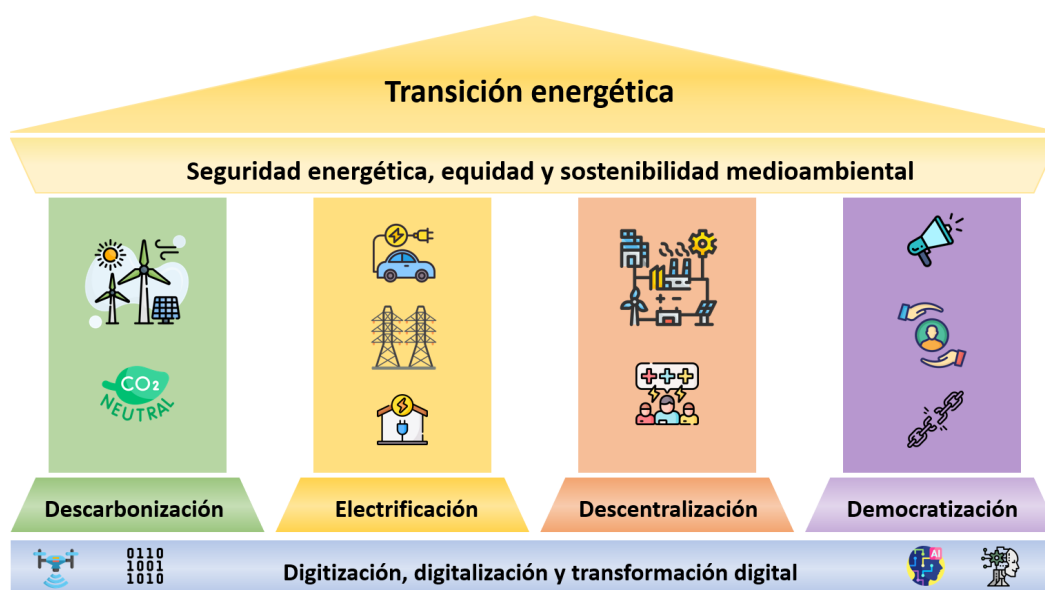 Transición energética
Seguridad energética, equidad y sostenibilidad medioambiental
CO2
NEUTRAL
Descarbonización
Electrificación
Descentralización
Democratización
0110
1001
1010
Digitización, digitalización y transformación digital
AI